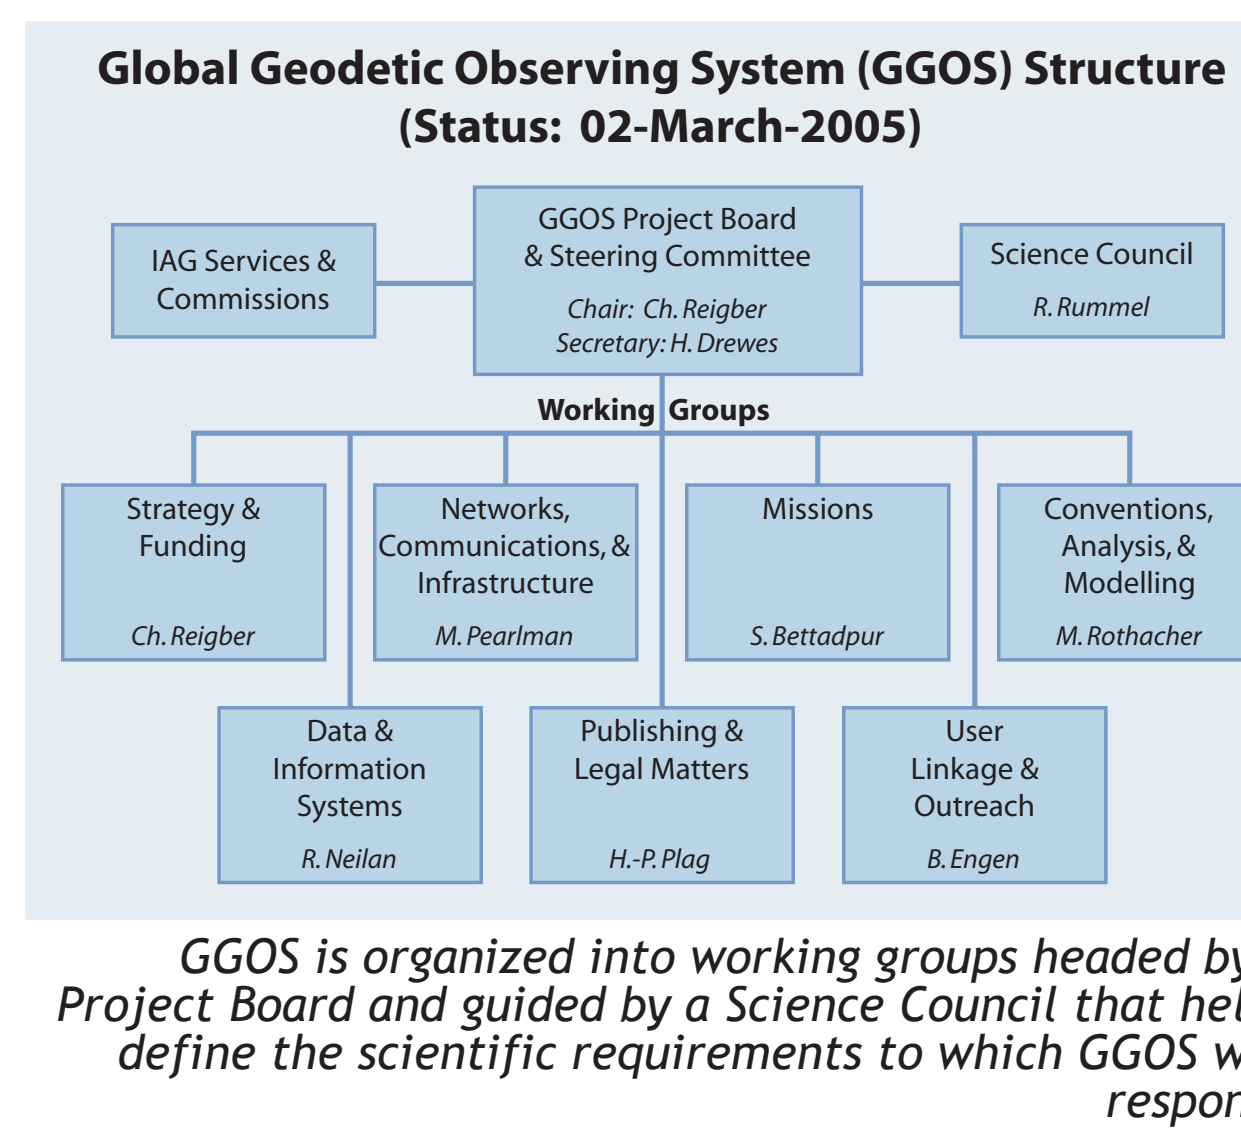 Global Geodetic Observing System (GGOS) Structure
(Status: 02-March-2005)
IAG Services &
Commissions
GGOS Project Board
& Steering Committee
Chair: Ch. Reigber
Secretary: H. Drewes
Science Council
R. Rummel
Working Groups
Strategy &
Funding
Ch. Reigber
Networks,
Communications, &
Infrastructure
M. Pearlman
Missions
S. Bettadpur
Conventions,
Analysis, &
Modelling
M. Rothacher
Data &
Information
Systems
R. Neilan
Publishing &
Legal Matters
H.-P. Plag
User
Linkage &
Outreach
B. Engen
GGOS is organized into working groups headed by
Project Board and guided by a Science Council that hel
define the scientific requirements to which GGOS w
respon